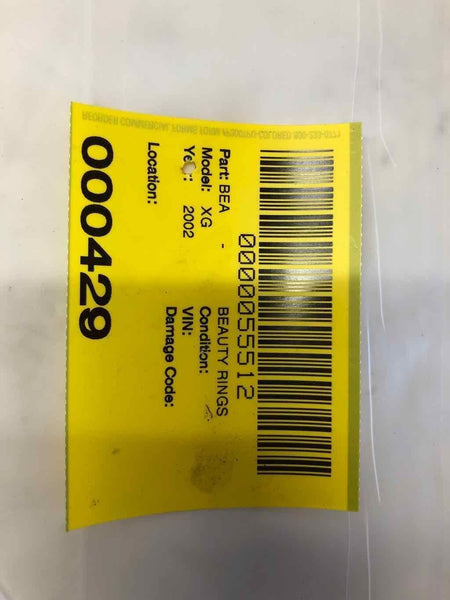 0000055512
Part: BEA - BEAUTY RINGS
Model: XG Condition:
Year: 2002 VIN:
Location: Damage Code:
000429